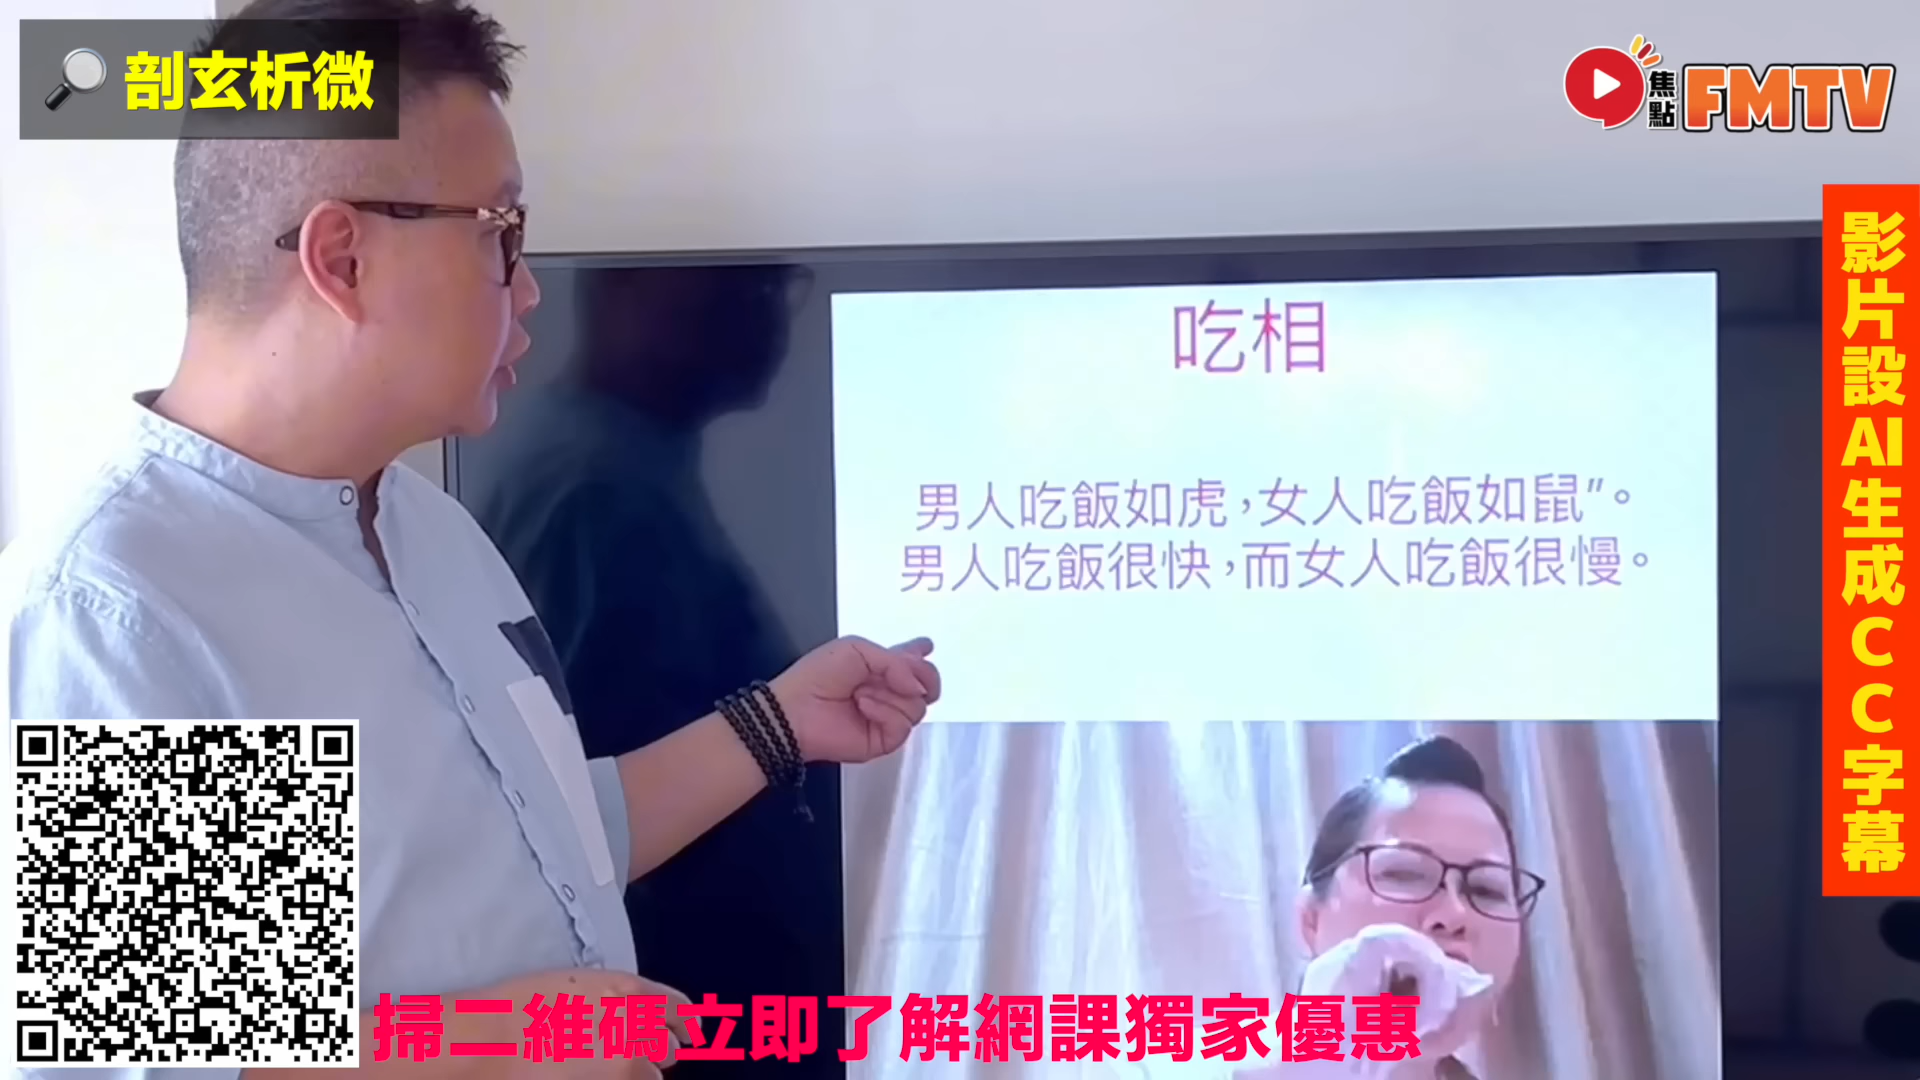 剖玄析微
焦點 FMTV
影片設AI生成CC字幕
吃相
男人吃飯如虎,女人吃飯如鼠"。
男人吃飯很快,而女人吃飯很慢。
掃二維碼立即了解網課獨家優惠